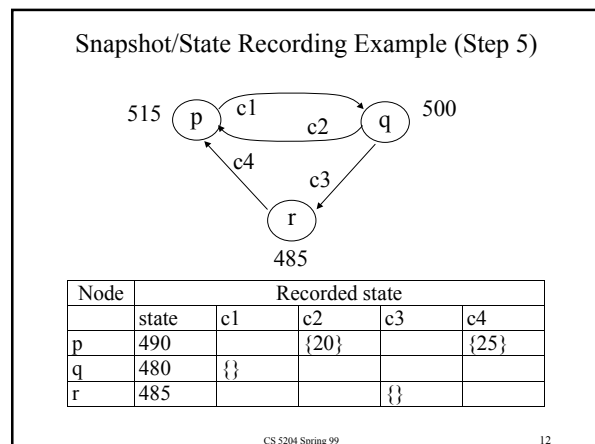 Snapshot/State Recording Example (Step 5)
515 p c1 q 500
c2
c4 c3
r
485
Node Recorded state
state c1 c2 c3 c4
p 490 {20} {25}
q 480 {}
r 485 {}
CS 5204 Spring 99 12